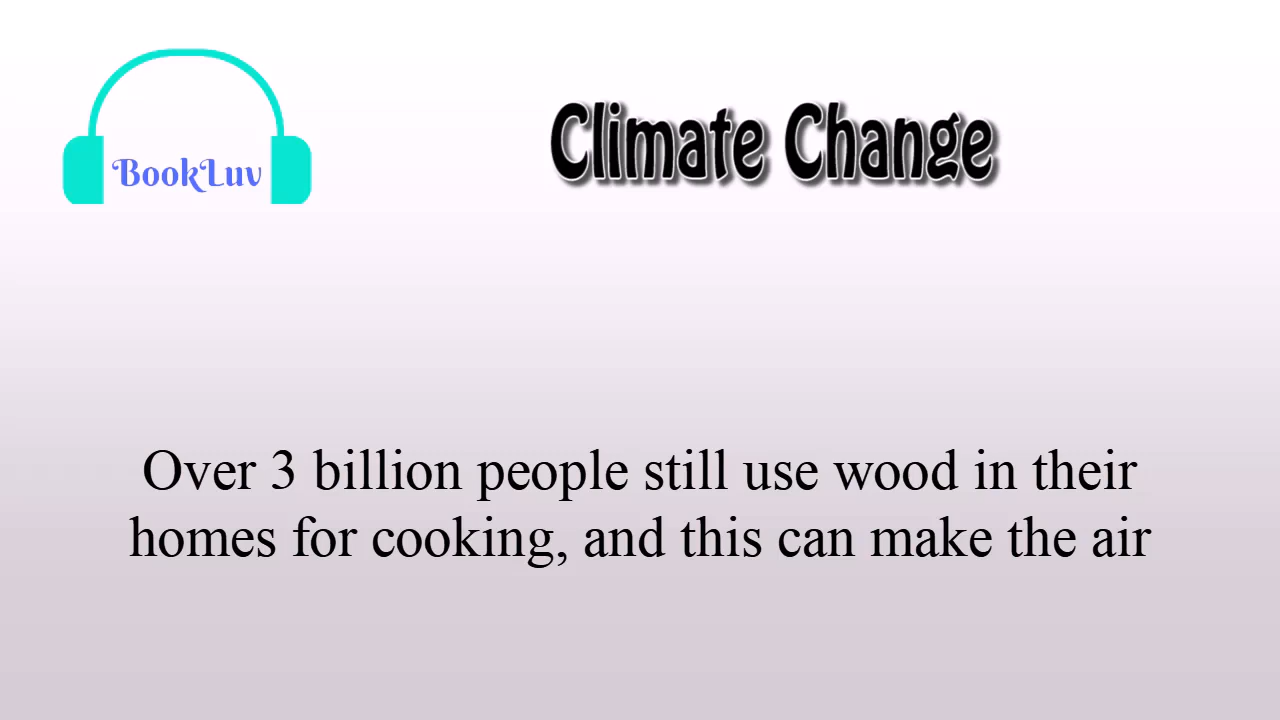 BookLuv
Climate Change
Over 3 billion people still use wood in their
homes for cooking, and this can make the air